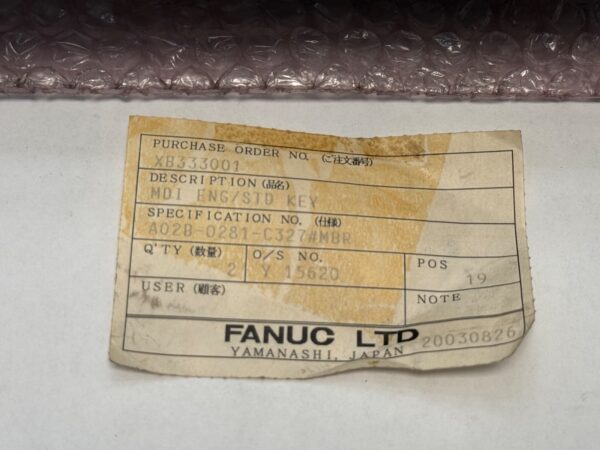 PURCHASE ORDER NO. (ご注文番号)
XB333001
DESCRIPTION (品名)
MDI ENG/STD KEY
SPECIFICATION NO. (仕様)
A02B-0281-C327#MBR
Q'TY (数量) O/S NO. POS
2 Y 15620 19
USER (顧客) NOTE
FANUC LTD
YAMANASHI, JAPAN 20030826